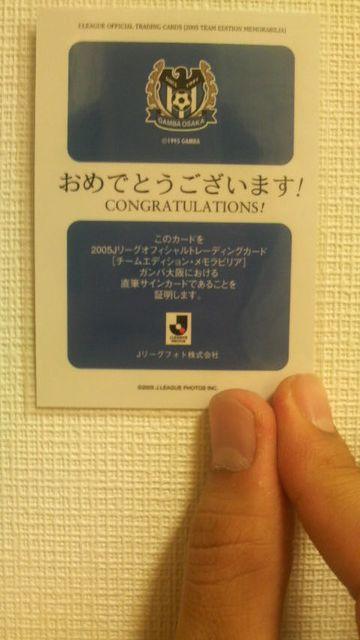 J.LEAGUE OFFICIAL TRADING CARDS [2005 TEAM EDITION MEMORABILIA]
GAMBA OSAKA
©1995 GAMBA
おめでとうございます!
CONGRATULATIONS!
このカードを
2005Jリーグオフィシャルトレーディングカード
[チームエディション・メモラビリア]
ガンバ大阪における
直筆サインカードであることを
証明します。
J.LEAGUE
PHOTOS
Jリーグフォト株式会社
©2005 J.LEAGUE PHOTOS INC.